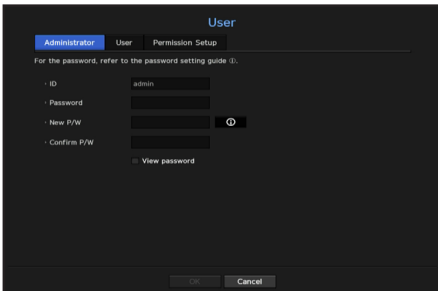 User
Administrator User Permission Setup
For the password, refer to the password setting guide ⓘ.
· ID admin
· Password
· New P/W ⓘ
· Confirm P/W
View password
OK Cancel